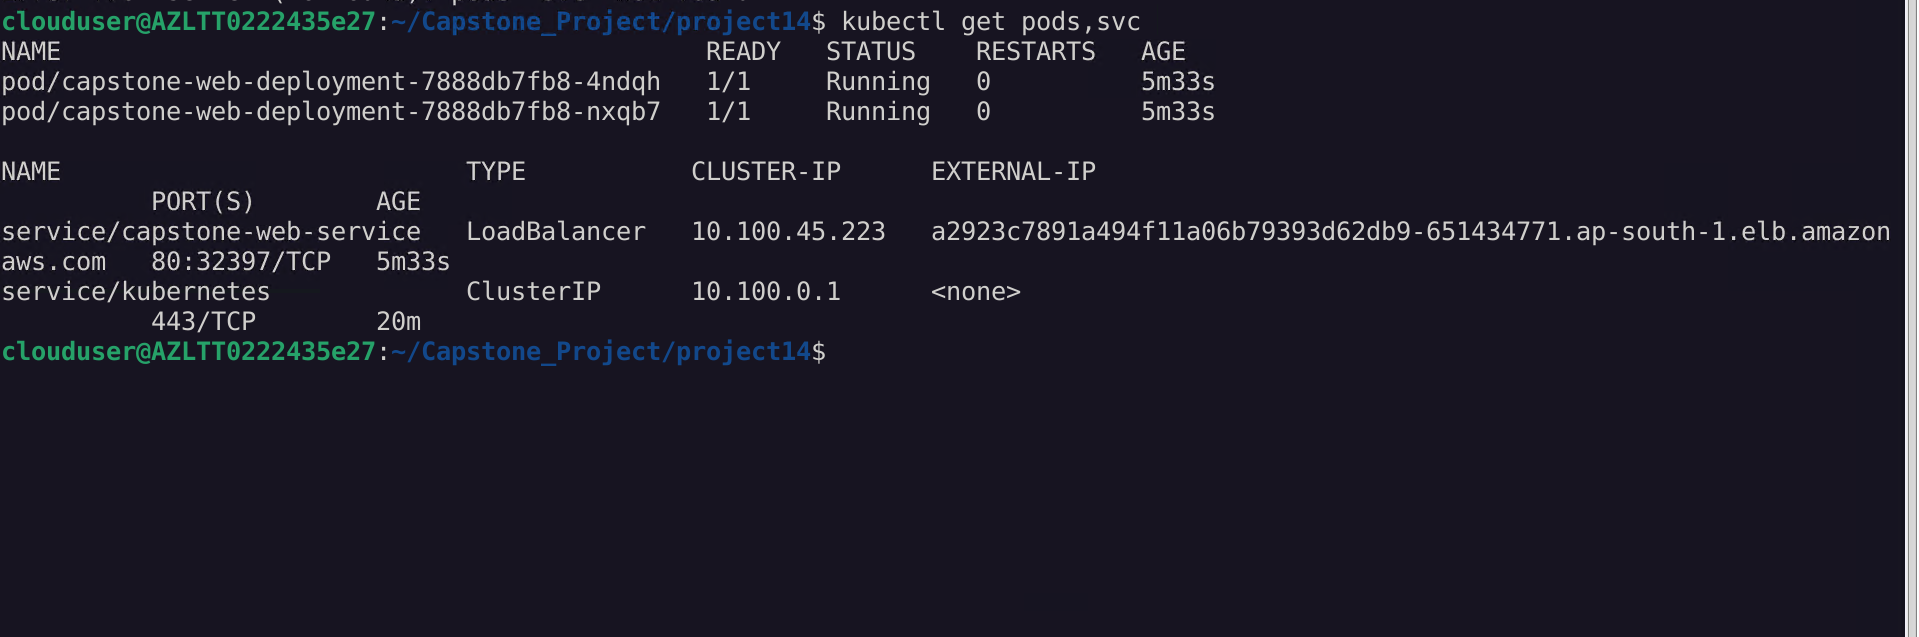 clouduser@AZLTT0222435e27:~/Capstone_Project/project14$ kubectl get pods,svc
NAME                                           READY   STATUS    RESTARTS   AGE
pod/capstone-web-deployment-7888db7fb8-4ndqh   1/1     Running   0          5m33s
pod/capstone-web-deployment-7888db7fb8-nxqb7   1/1     Running   0          5m33s
NAME                           TYPE           CLUSTER-IP      EXTERNAL-IP
          PORT(S)        AGE
service/capstone-web-service   LoadBalancer   10.100.45.223   a2923c7891a494f11a06b79393d62db9-651434771.ap-south-1.elb.amazon
aws.com   80:32397/TCP   5m33s
service/kubernetes             ClusterIP      10.100.0.1      <none>
          443/TCP        20m
clouduser@AZLTT0222435e27:~/Capstone_Project/project14$